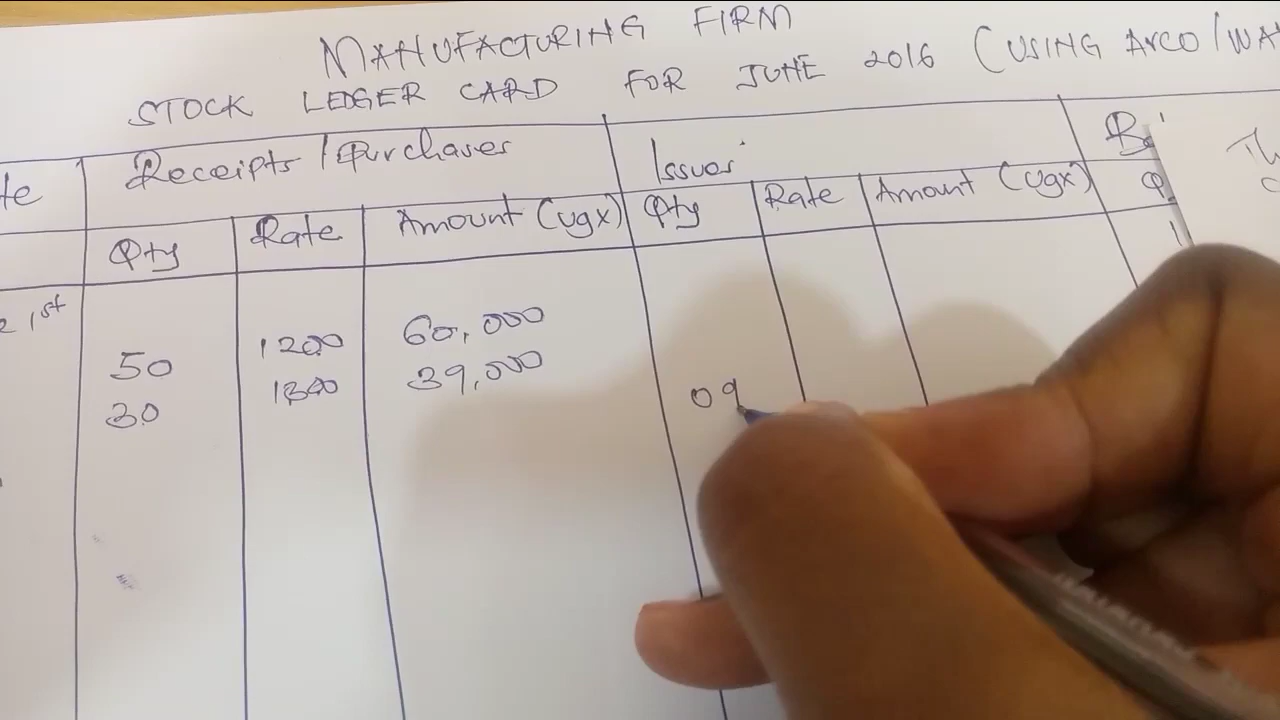 MANUFACTURING FIRM
STOCK LEDGER CARD FOR JUNE 2016 (USING AVCO/WA
te Receipts/Purchases Issues
Qty Rate Amount (ugx) Qty Rate Amount (ugx) Q
e 1st
50 1200 60,000
30 1300 39,000 09